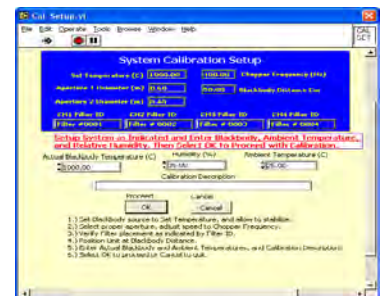 Cal Setup.vi
File Edit Operate Tools Browse Window Help
CAL
SET
System Calibration Setup
Set Temperature (C) 1000.00 100.00 Chopper Frequency (Hz)
Aperture 1 Diameter (in) 0.60 Blackbody Distance Cm
Aperture 2 Diameter (in) 0.60
CH1 Filter ID CH2 Filter ID CH3 Filter ID CH4 Filter ID
Filter #0001 Filter # 0002 Filter # 0003 Filter # 0004
Setup System as Indicated and Enter Blackbody, Ambient Temperature,
and Relative Humidity. Then Select OK to Proceed with Calibration.
Actual Blackbody Temperature (C) Humidity (%) Ambient Temperature (C)
1000.00 25.00
Calibration Description
Proceed Cancel
OK Cancel
1.) Set Blackbody source to Set Temperature, and allow to stabilize.
2.) Select proper aperture, adjust speed to Chopper Frequency.
3.) Verify Filter placement as indicated by Filter ID.
4.) Position Unit at Blackbody Distance.
5.) Enter Actual Blackbody and Ambient Temperatures, and Calibration Description
6.) Select OK to proceed or Cancel to quit.